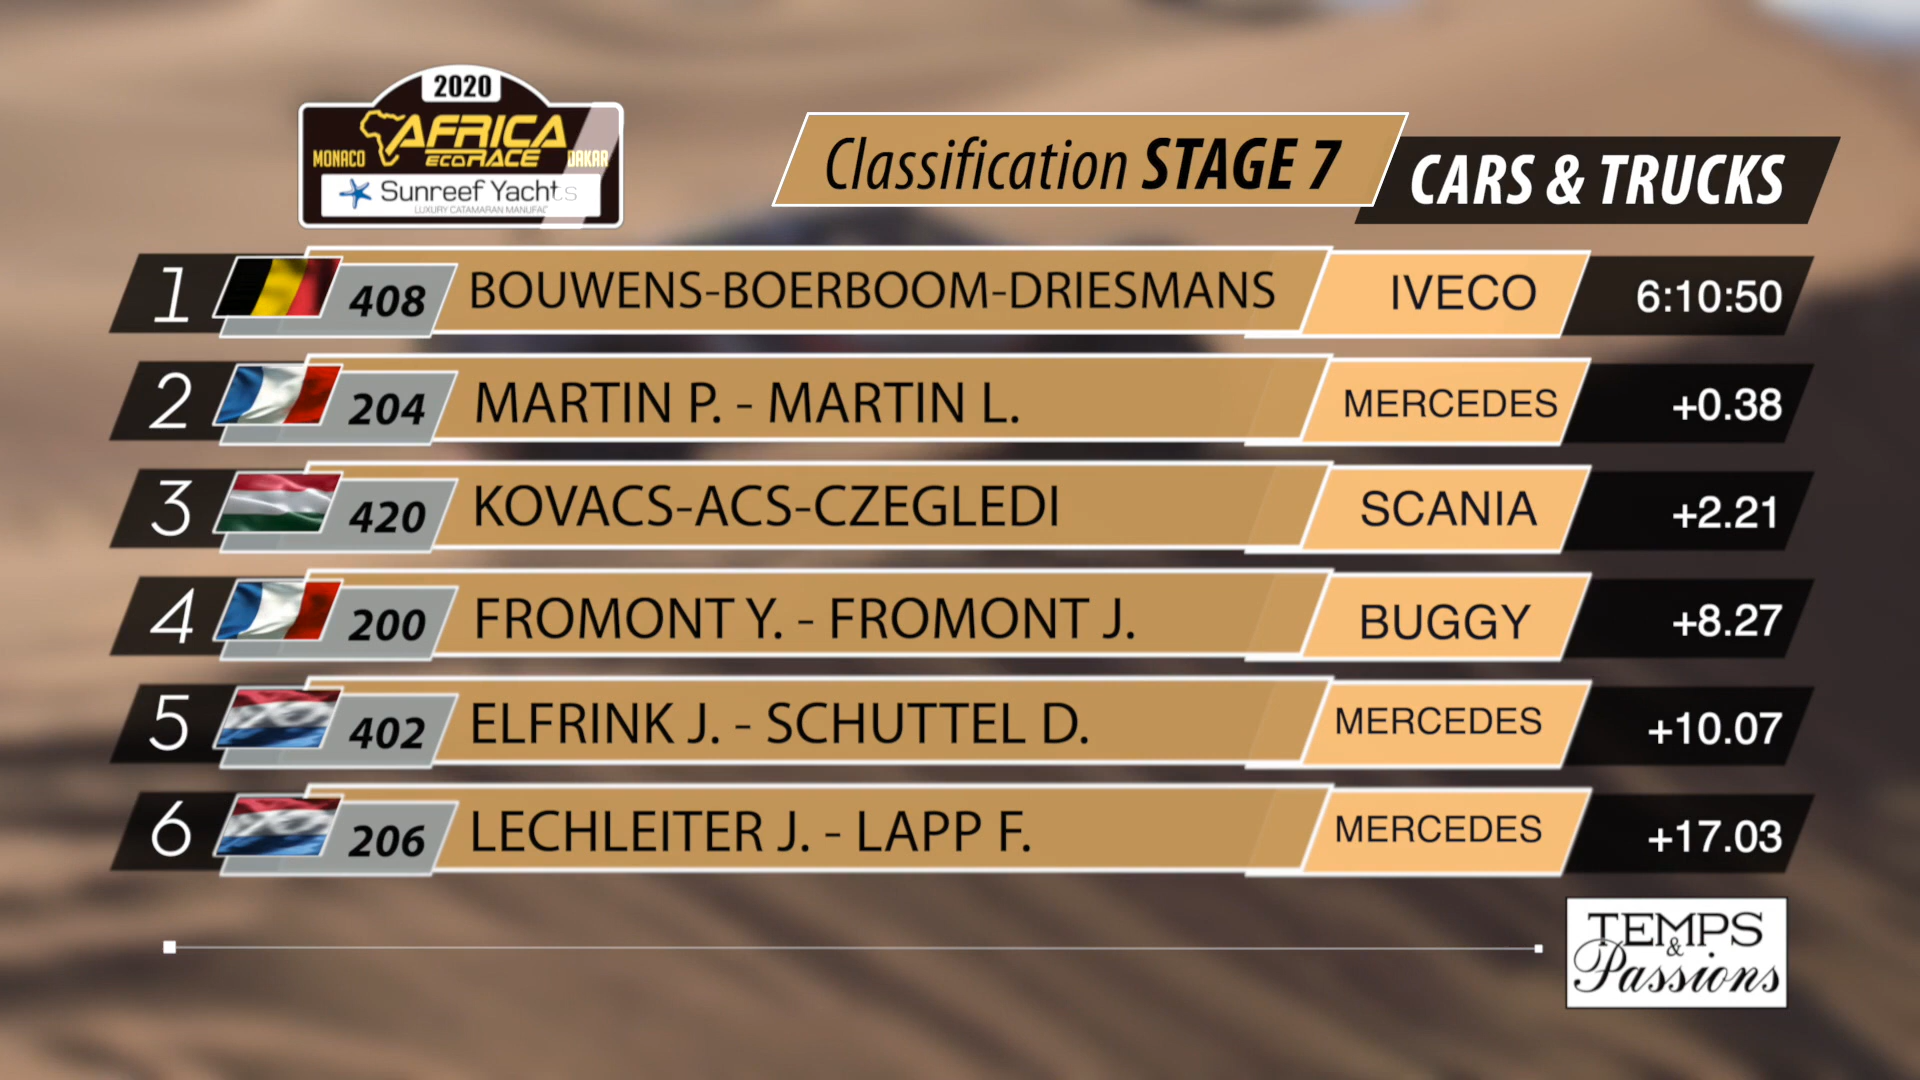 2020
AFRICA
ECORACE
MONACO
DAKAR
Sunreef Yachts
LUXURY CATAMARAN
Classification STAGE 7
CARS & TRUCKS
1 408 BOUWENS-BOERBOOM-DRIESMANS IVECO 6:10:50
2 204 MARTIN P. - MARTIN L. MERCEDES +0.38
3 420 KOVACS-ACS-CZEGLEDI SCANIA +2.21
4 200 FROMONT Y. - FROMONT J. BUGGY +8.27
5 402 ELFRINK J. - SCHUTTEL D. MERCEDES +10.07
6 206 LECHLEITER J. - LAPP F. MERCEDES +17.03
TEMPS
&
Passions